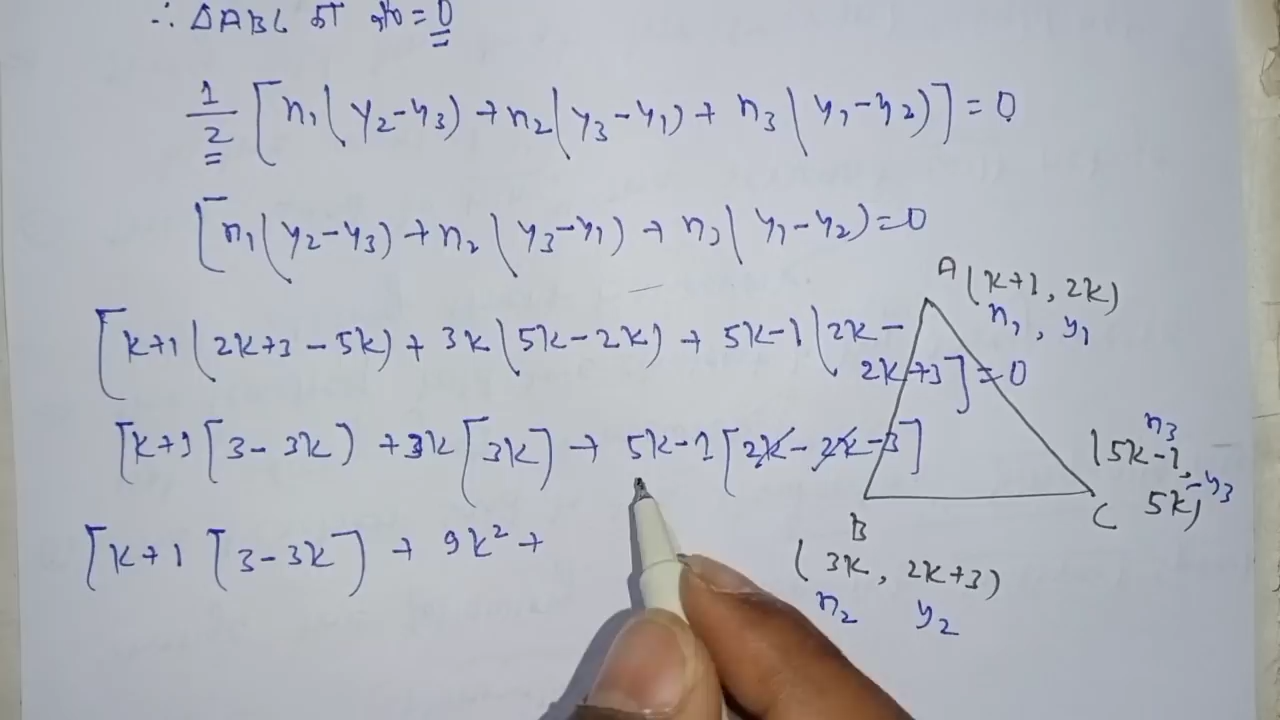 ∴ △ABC का क्षे० = 0
1/2 [x₁(y₂-y₃) + x₂(y₃-y₁) + x₃(y₁-y₂)] = 0
[x₁(y₂-y₃) + x₂(y₃-y₁) + x₃(y₁-y₂) = 0
[k+1(2k+3-5k) + 3k(5k-2k) + 5k-1(2k-
2k+3] = 0
[k+1[3-3k) + 3k[3k] + 5k-1[2k-2k-3]
[k+1 [3-3k] + 9k² +
A (k+1, 2k)
x₁, y₁
x₃
(5k-1,
C 5k) y₃
B
(3k, 2k+3)
x₂ y₂